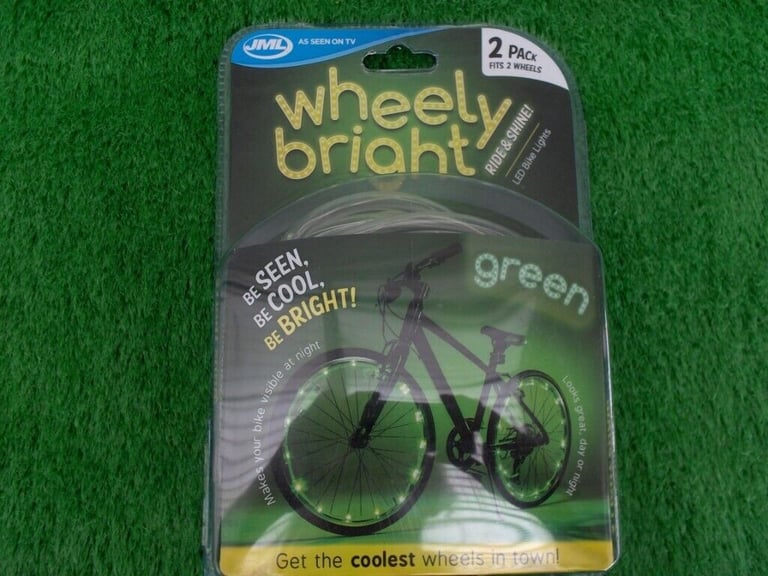 JML
AS SEEN ON TV
2 PACK
FITS 2 WHEELS
wheely
bright
RIDE & SHINE!
LED Bike Lights
BE SEEN,
BE COOL,
BE BRIGHT!
green
Makes your bike visible at night
Looks great, day or night
Get the coolest wheels in town!